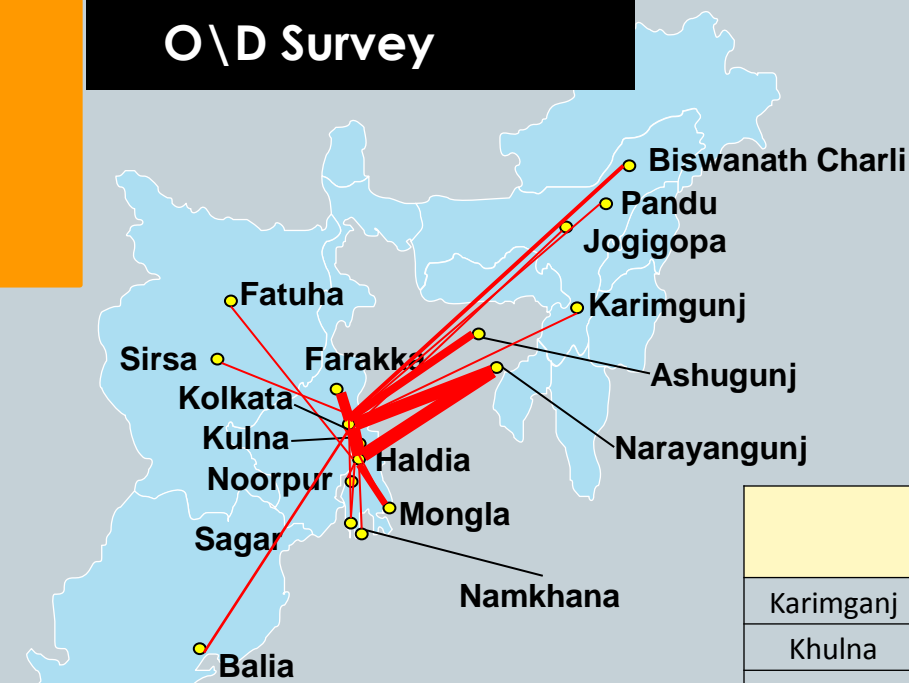 O\D Survey
Biswanath Charli
Pandu
Jogigopa
Fatuha
Karimgunj
Sirsa
Farakka
Ashugunj
Kolkata
Kulna
Narayangunj
Haldia
Noorpur
Mongla
Sagar
Namkhana
Karimganj
Khulna
Balia